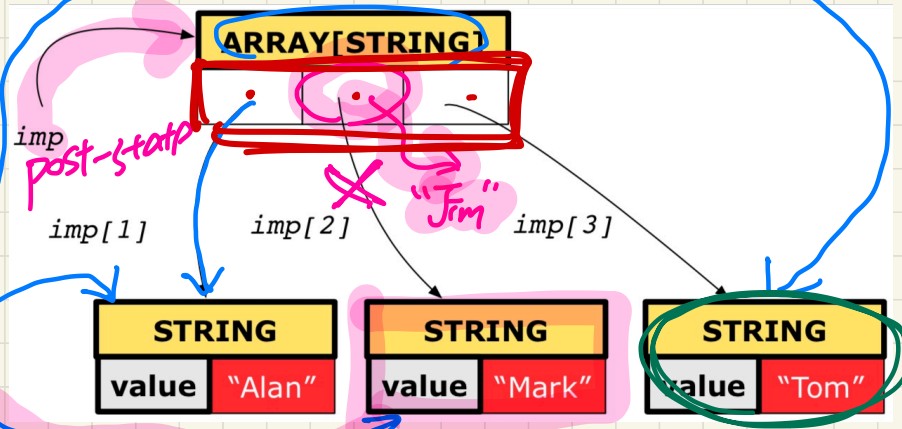 ARRAY[STRING]
imp
post-state
"Jim"
imp[1]
imp[2]
imp[3]
STRING
STRING
STRING
value "Alan"
value "Mark"
value "Tom"